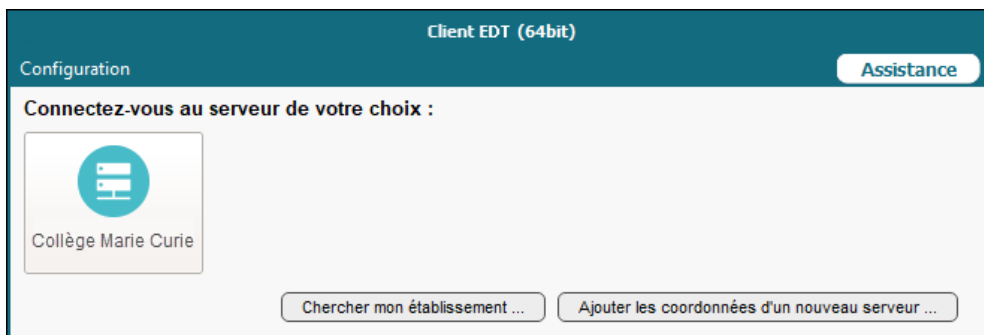 Client EDT (64bit)
Configuration
Assistance
Connectez-vous au serveur de votre choix :
Collège Marie Curie
Chercher mon établissement ...
Ajouter les coordonnées d'un nouveau serveur ...